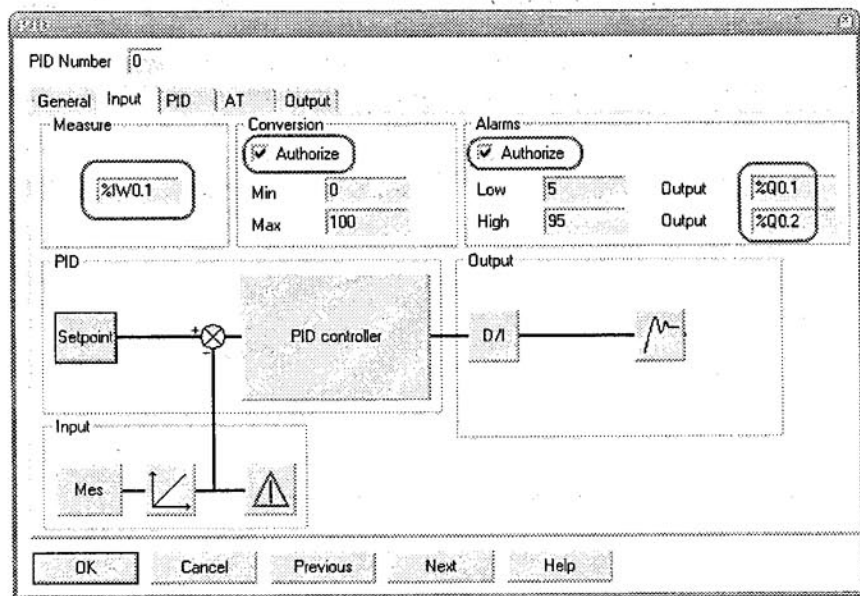 PID
PID Number 0
General Input PID AT Output
Measure
%IW0.1
Conversion
Authorize
Min 0
Max 100
Alarms
Authorize
Low 5 Output %Q0.1
High 95 Output %Q0.2
PID
Setpoint
+
-
PID controller
Output
D/I
Input
Mes
OK Cancel Previous Next Help